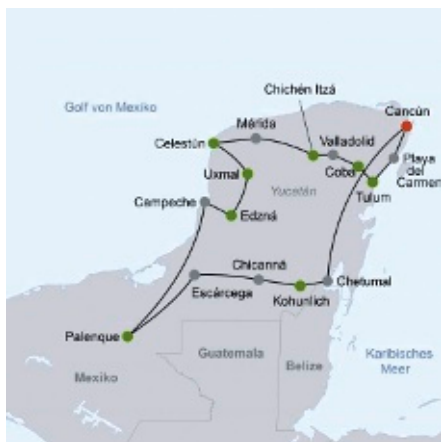 Chichén Itzá
Cancún
Golf von Mexiko
Mérida
Celestún
Valladolid
Coba
Playa
del
Carmen
Uxmal
Yucatán
Tulum
Campeche
Edzná
Chicanná
Chetumal
Escárcega
Kohunlich
Palenque
Guatemala
Belize
Karibisches
Meer
Mexiko